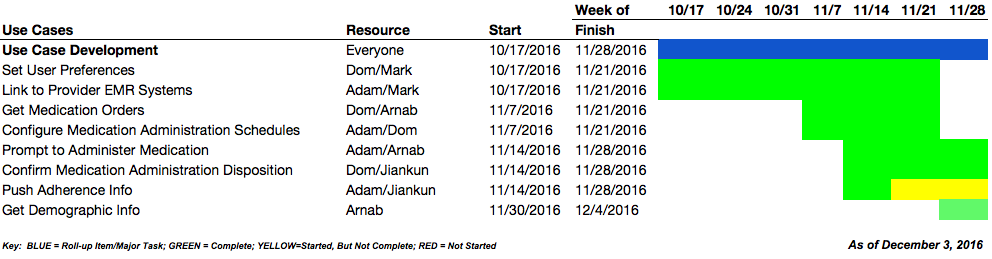 Week of 10/17 10/24 10/31 11/7 11/14 11/21 11/28
Use Cases Resource Start Finish
Use Case Development Everyone 10/17/2016 11/28/2016
Set User Preferences Dom/Mark 10/17/2016 11/21/2016
Link to Provider EMR Systems Adam/Mark 10/17/2016 11/21/2016
Get Medication Orders Dom/Arnab 11/7/2016 11/21/2016
Configure Medication Administration Schedules Adam/Dom 11/7/2016 11/21/2016
Prompt to Administer Medication Adam/Arnab 11/14/2016 11/28/2016
Confirm Medication Administration Disposition Dom/Jiankun 11/14/2016 11/28/2016
Push Adherence Info Adam/Jiankun 11/14/2016 11/28/2016
Get Demographic Info Arnab 11/30/2016 12/4/2016
Key: BLUE = Roll-up Item/Major Task; GREEN = Complete; YELLOW=Started, But Not Complete; RED = Not Started As of December 3, 2016